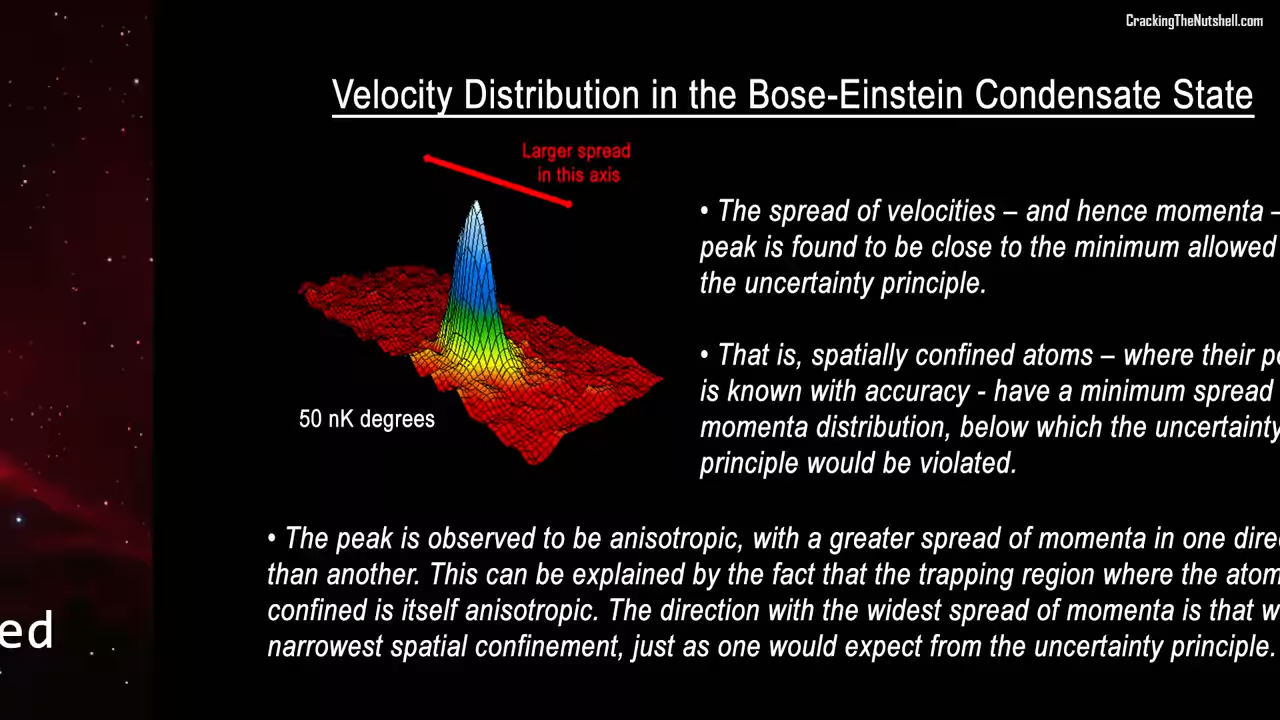 CrackingTheNutshell.com
Velocity Distribution in the Bose-Einstein Condensate State
Larger spread
in this axis
• The spread of velocities – and hence momenta –
peak is found to be close to the minimum allowed
the uncertainty principle.
• That is, spatially confined atoms – where their
is known with accuracy - have a minimum spread
momenta distribution, below which the uncertainty
principle would be violated.
50 nK degrees
• The peak is observed to be anisotropic, with a greater spread of momenta in one
than another. This can be explained by the fact that the trapping region where the atom
confined is itself anisotropic. The direction with the widest spread of momenta is that
narrowest spatial confinement, just as one would expect from the uncertainty principle.
ed